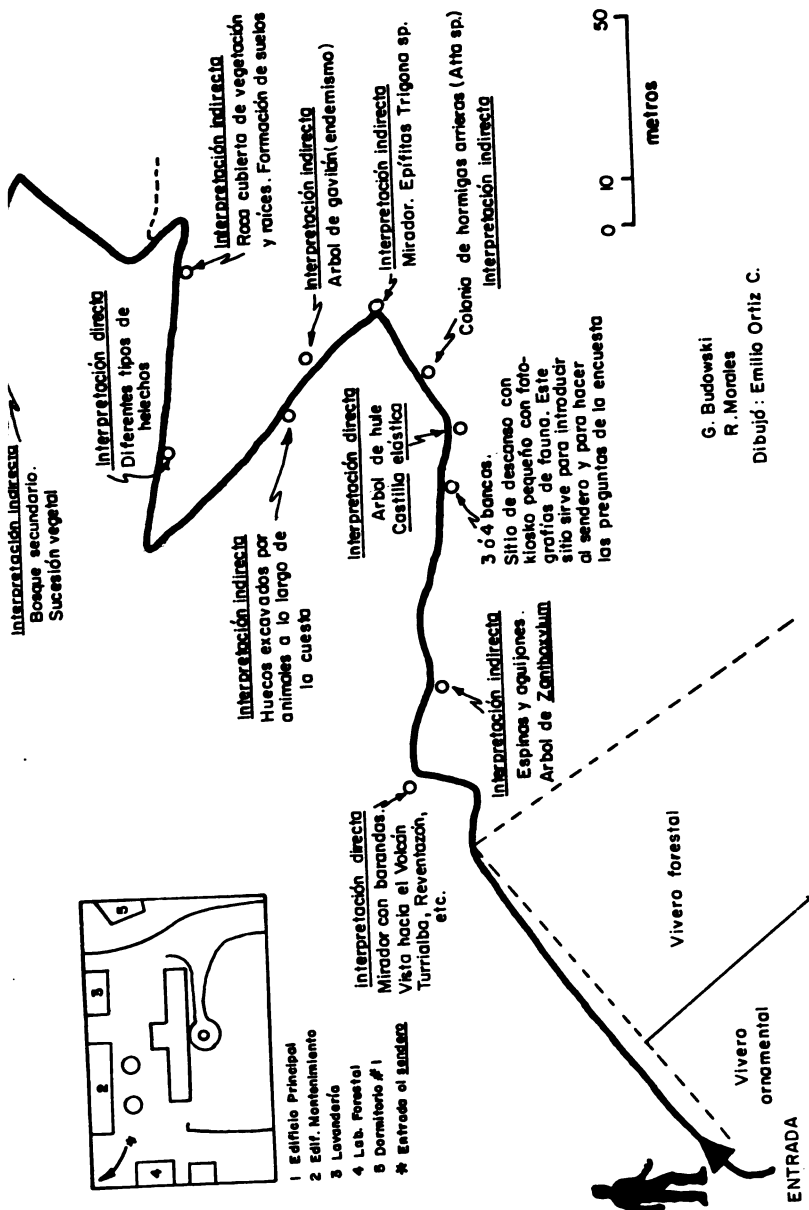 Interpretación indirecta
Bosque secundario.
Sucesión vegetal
Interpretación directa
Diferentes tipos de
helechos
Interpretación indirecta
Roca cubierta de vegetación
y raíces. Formación de suelos
Interpretación indirecta
Arbol de gavilán (endemismo)
Interpretación indirecta
Huecos excavados por
animales a lo largo de
la cuesta
Interpretación indirecta
Mirador. Epífitas Trigona sp.
Colonia de hormigas arrieras (Atta sp.)
Interpretación indirecta
Interpretación directa
Arbol de hule
Castilla elástica
3 ó 4 bancas.
Sitio de descanso con
kiosko pequeño con foto-
grafías de fauna. Este
sitio sirve para introducir
al sendero y para hacer
las preguntas de la encuesta
Interpretación indirecta
Espinas y aguijones.
Arbol de Zanthoxylum
interpretación directa
Mirador con barandas.
Vista hacia el Volcán
Turrialba, Reventazón,
etc.
2
3
5
4
*
1 Edificio Principal
2 Edif. Mantenimiento
3 Lavandería
4 Lab. Forestal
5 Dormitorio # 1
* Entrada al sendero
Vivero forestal
Vivero
ornamental
ENTRADA
0 10 50
metros
G. Budowski
R. Morales
Dibujó: Emilio Ortiz C.